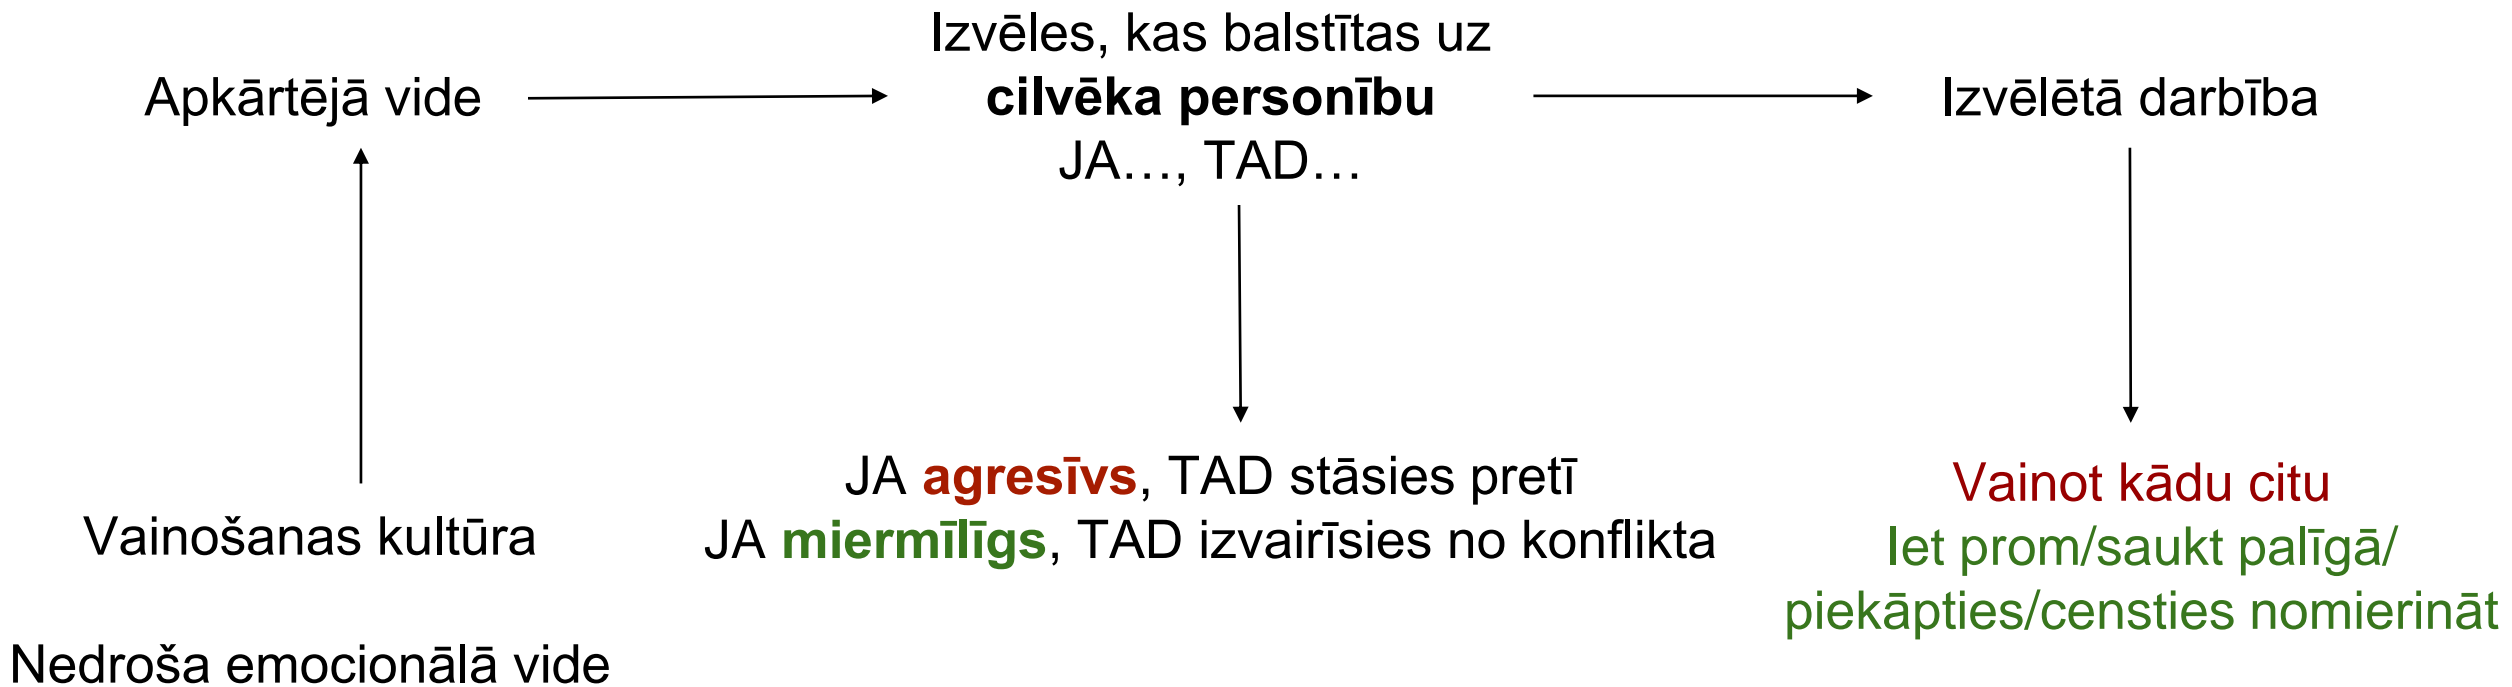 Apkārtējā vide
Izvēles, kas balstītas uz
cilvēka personību
JA..., TAD...
Izvēlētā darbība
Vainošanas kultūra
Nedroša emocionālā vide
JA agresīvs, TAD stāsies pretī
JA miermīlīgs, TAD izvairīsies no konflikta
Vainot kādu citu
Iet prom/saukt palīgā/
piekāpties/censties nomierināt